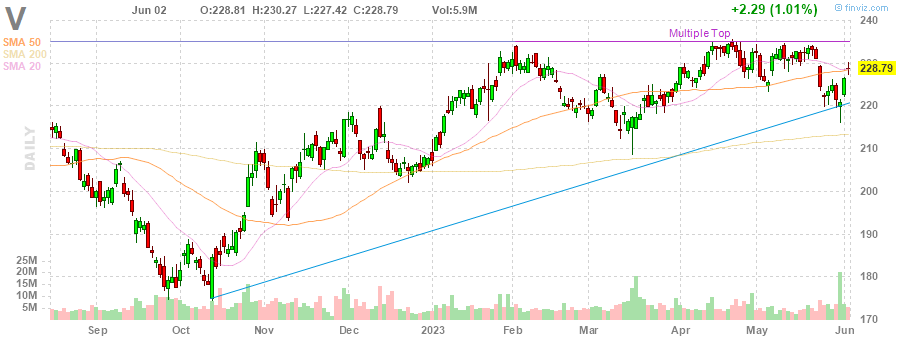 V
Jun 02 O:228.81 H:230.27 L:227.42 C:228.79 Vol:5.9M +2.29 (1.01%) © finviz.com
SMA 50
SMA 200
SMA 20
DAILY
Multiple Top
240
230
228.79
220
210
200
190
180
170
25M
20M
15M
10M
5M
Sep Oct Nov Dec 2023 Feb Mar Apr May Jun